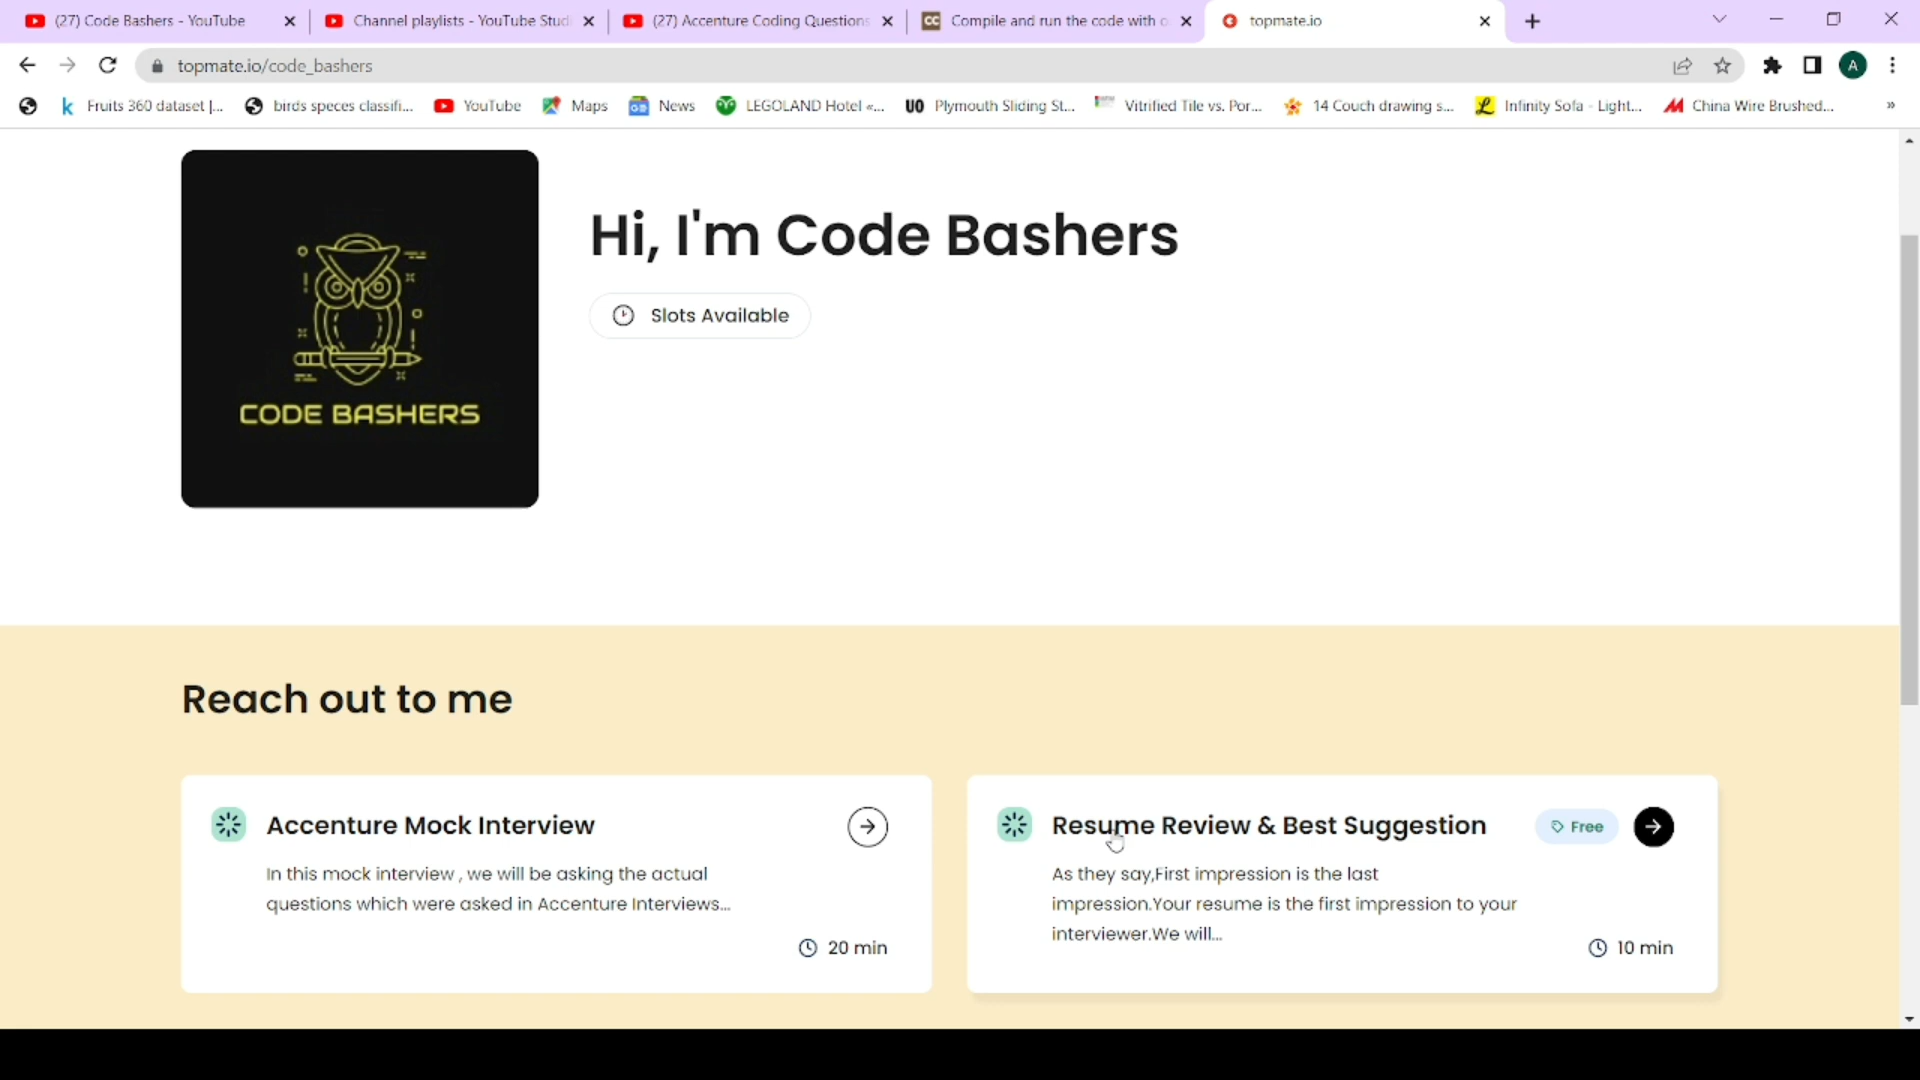 (27) Code Bashers - YouTube
Channel playlists - YouTube Studi
(27) Accenture Coding Questions
CC Compile and run the code with o
topmate.io
topmate.io/code_bashers
A
Fruits 360 dataset |...
birds speces classifi...
YouTube
Maps
News
LEGOLAND Hotel «...
UO Plymouth Sliding St...
Vitrified Tile vs. Por...
14 Couch drawing s...
Infinity Sofa - Light...
China Wire Brushed...
»
CODE BASHERS
Hi, I'm Code Bashers
Slots Available
Reach out to me
Accenture Mock Interview
In this mock interview , we will be asking the actual
questions which were asked in Accenture Interviews...
20 min
Resume Review & Best Suggestion
Free
As they say,First impression is the last
impression.Your resume is the first impression to your
interviewer.We will...
10 min